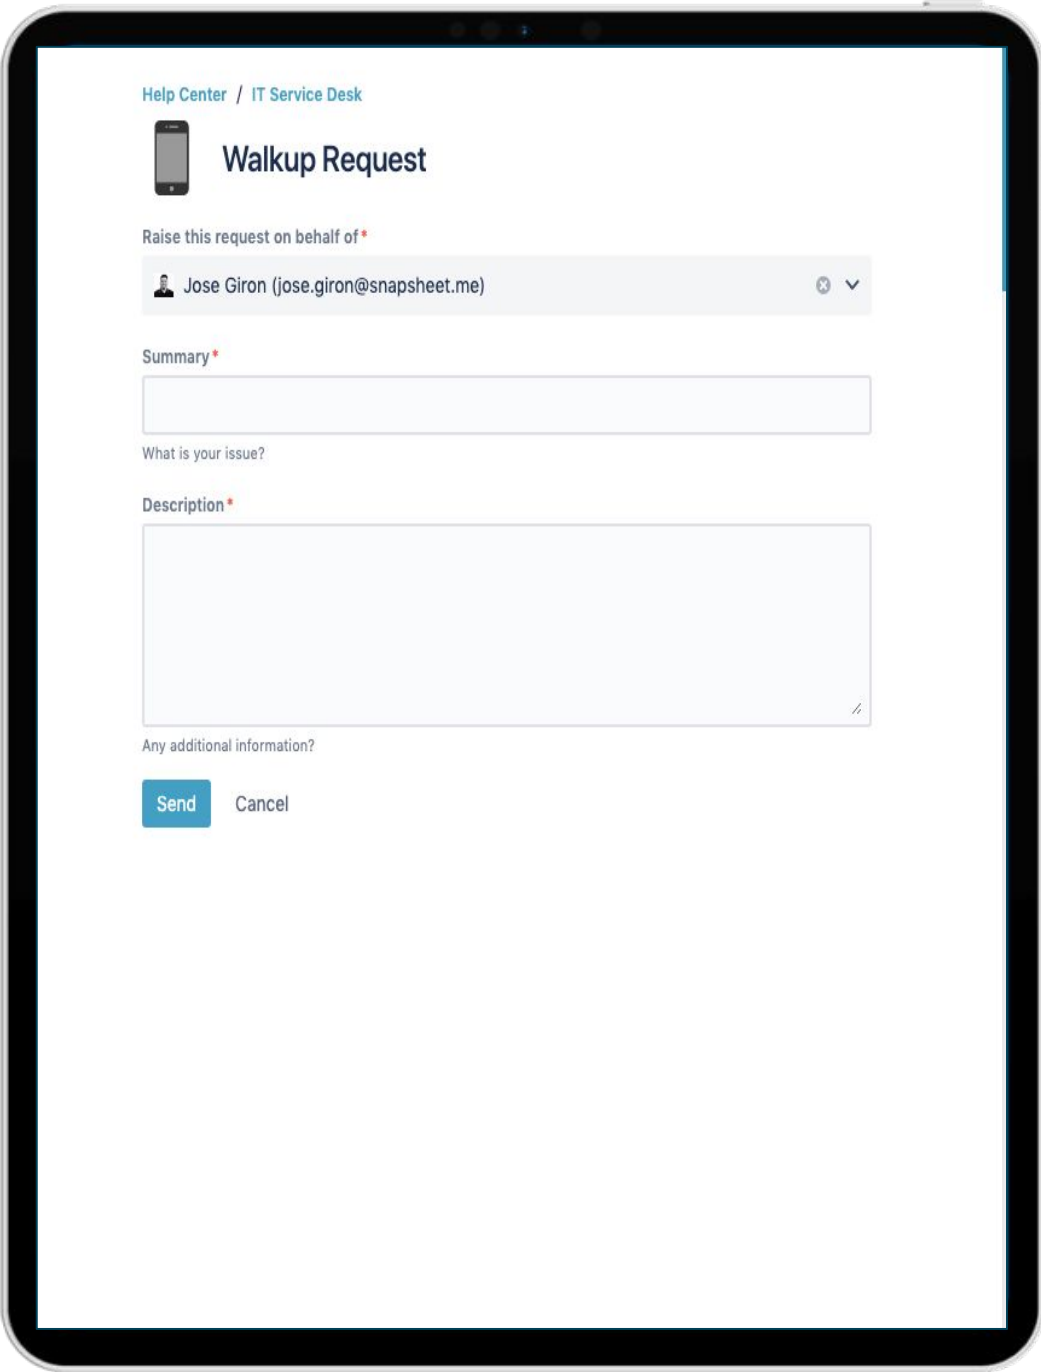 Help Center / IT Service Desk
Walkup Request
Raise this request on behalf of*
Jose Giron (jose.giron@snapsheet.me)
Summary*
What is your issue?
Description*
Any additional information?
Send Cancel